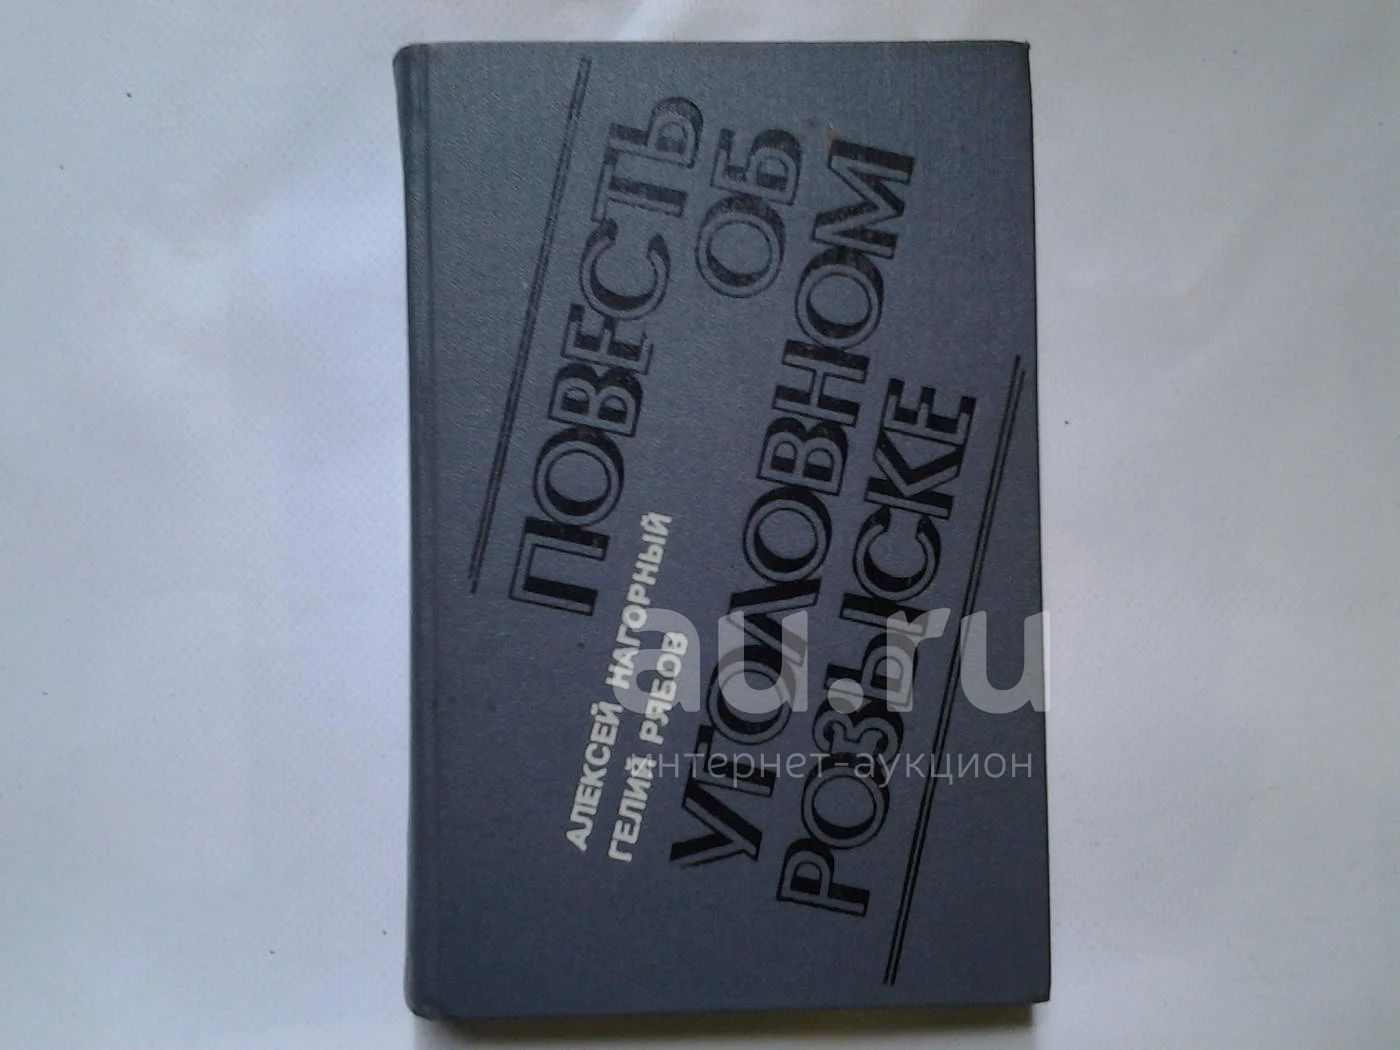 АЛЕКСЕЙ НАГОРНЫЙ
ГЕЛИЙ РЯБОВ
ПОВЕСТЬ
ОБ
УГОЛОВНОМ
РОЗЫСКЕ
au.ru
интернет-аукцион